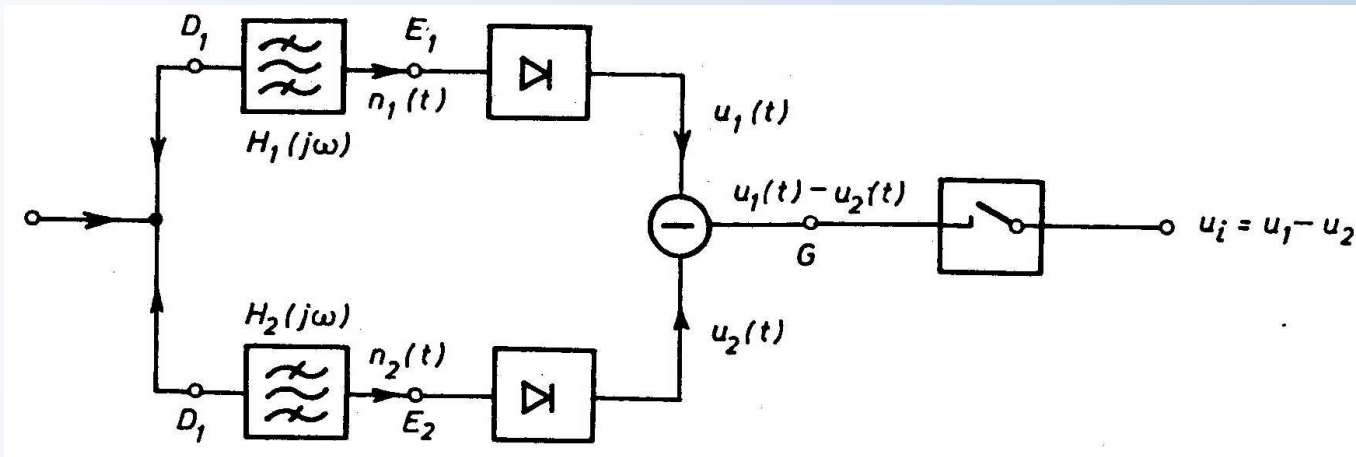 D₁
E₁
n₁(t)
H₁(jω)
u₁(t)
u₁(t) - u₂(t)
G
uᵢ = u₁ - u₂
H₂(jω)
n₂(t)
u₂(t)
D₁
E₂